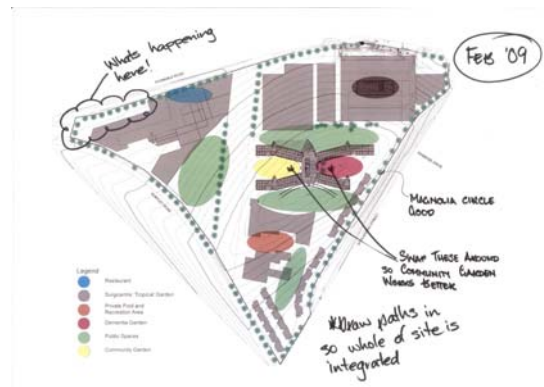 Whats happening
here!
Feb '09
MAGNOLIA CIRCLE
GOOD
SWAP THESE AROUND
SO COMMUNITY GARDEN
WORKS BETTER
*Draw paths in
so whole of site is
integrated
Legend
Restaurant
Private Pool and
Recreation Area
Dementia Garden
Public Spaces
Community Garden